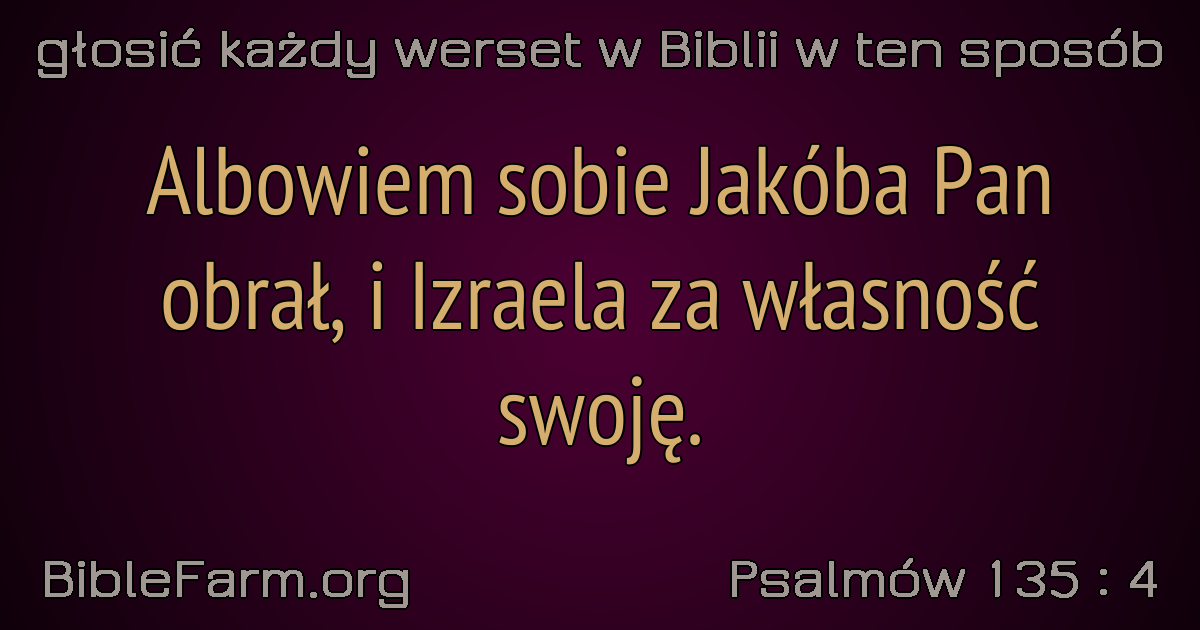 głosić każdy werset w Biblii w ten sposób
Albowiem sobie Jakóba Pan
obrał, i Izraela za własność
swoję.
BibleFarm.org
Psalmów 135 : 4